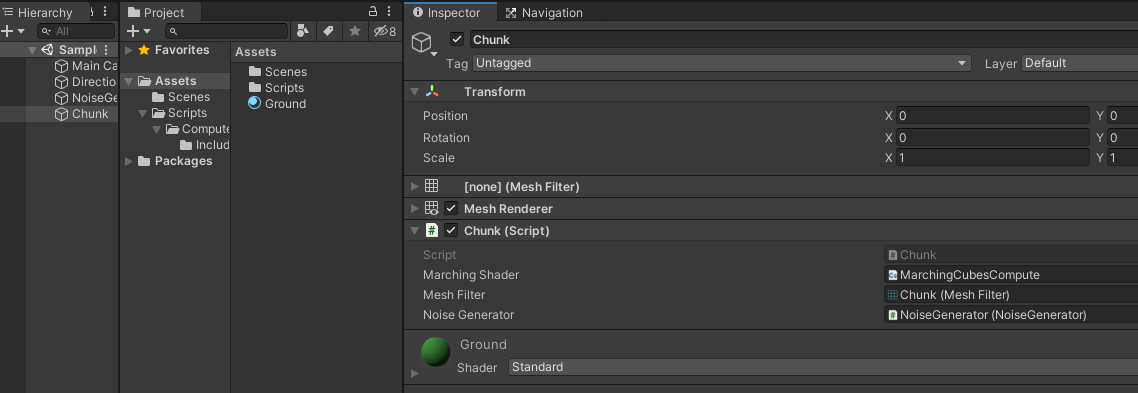 Hierarchy
All
Sampl
Main Ca
Directio
NoiseGe
Chunk
Project
8
Favorites
Assets
Scenes
Scripts
Compute
Includ
Packages
Assets
Scenes
Scripts
Ground
Inspector
Navigation
Chunk
Tag Untagged Layer Default
Transform
Position X 0 Y 0
Rotation X 0 Y 0
Scale X 1 Y 1
[none] (Mesh Filter)
Mesh Renderer
# Chunk (Script)
Script # Chunk
Marching Shader MarchingCubesCompute
Mesh Filter Chunk (Mesh Filter)
Noise Generator # NoiseGenerator (NoiseGenerator)
Ground
Shader Standard